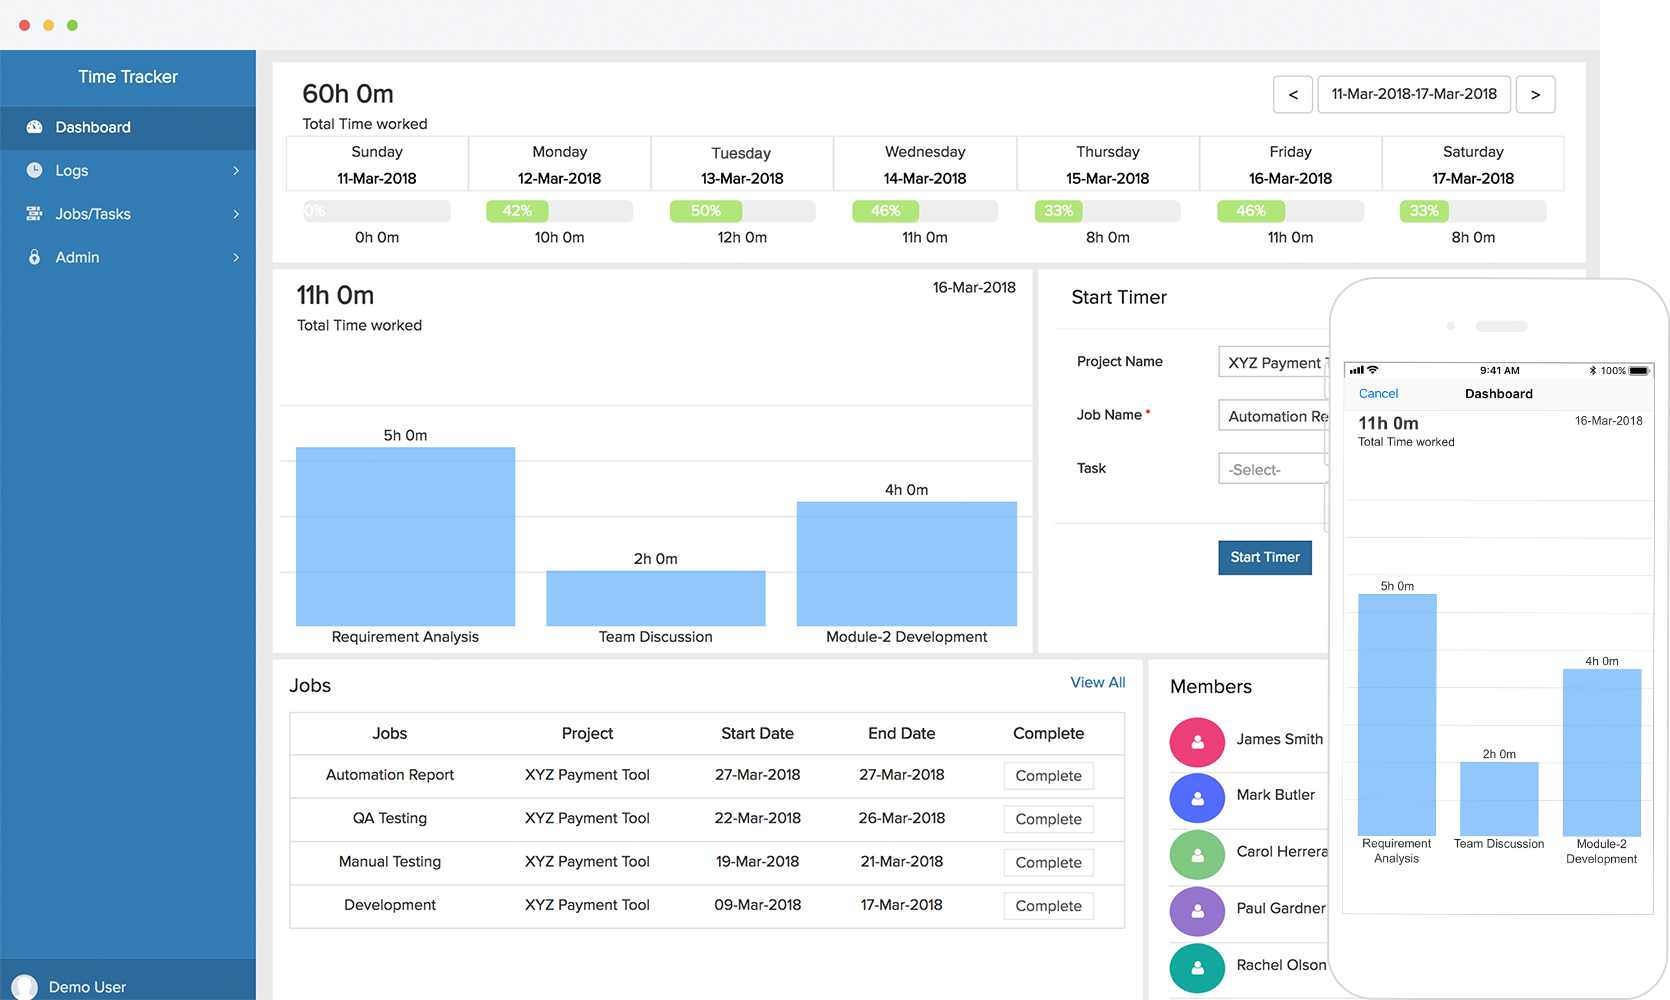 Time Tracker
Dashboard
Logs
Jobs/Tasks
Admin
Demo User
60h 0m
Total Time worked
< 11-Mar-2018-17-Mar-2018 >
Sunday Monday Tuesday Wednesday Thursday Friday Saturday
11-Mar-2018 12-Mar-2018 13-Mar-2018 14-Mar-2018 15-Mar-2018 16-Mar-2018 17-Mar-2018
0% 42% 50% 46% 33% 46% 33%
0h 0m 10h 0m 12h 0m 11h 0m 8h 0m 11h 0m 8h 0m
11h 0m
16-Mar-2018
Total Time worked
5h 0m
2h 0m
4h 0m
Requirement Analysis Team Discussion Module-2 Development
Start Timer
Project Name XYZ Payment
Job Name * Automation Re
Task -Select-
Start Timer
Jobs
View All
Jobs Project Start Date End Date Complete
Automation Report XYZ Payment Tool 27-Mar-2018 27-Mar-2018 Complete
QA Testing XYZ Payment Tool 22-Mar-2018 26-Mar-2018 Complete
Manual Testing XYZ Payment Tool 19-Mar-2018 21-Mar-2018 Complete
Development XYZ Payment Tool 09-Mar-2018 17-Mar-2018 Complete
Members
James Smith
Mark Butler
Carol Herrera
Paul Gardner
Rachel Olson
9:41 AM 100%
Cancel Dashboard
11h 0m 16-Mar-2018
Total Time worked
5h 0m
4h 0m
2h 0m
Requirement Team Discussion Module-2
Analysis Development